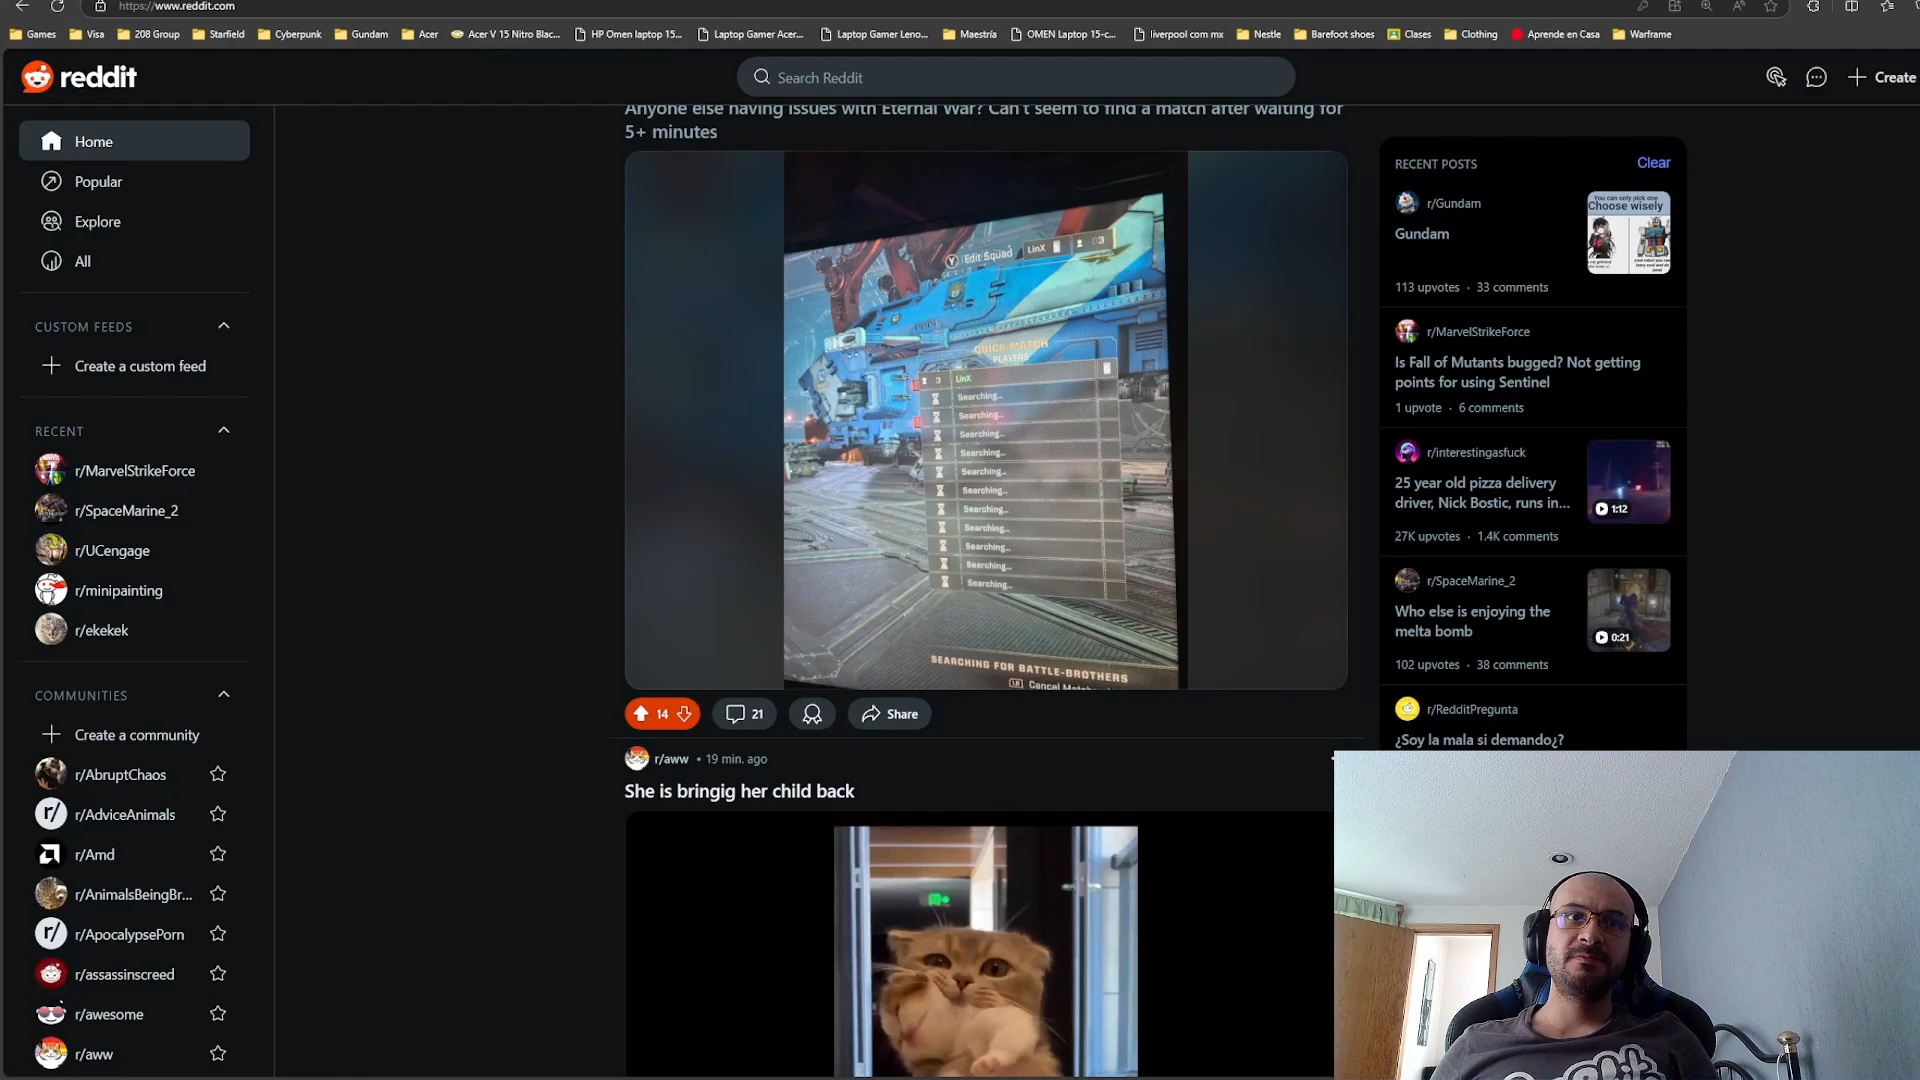 https://www.reddit.com
Games
Visa
208 Group
Starfield
Cyberpunk
Gundam
Acer
Acer V 15 Nitro Blac...
HP Omen laptop 15...
Laptop Gamer Acer...
Laptop Gamer Leno...
Maestría
OMEN Laptop 15-c...
liverpool com mx
Nestle
Barefoot shoes
Clases
Clothing
Aprende en Casa
Warframe
reddit
Search Reddit
Create
Home
Popular
Explore
All
CUSTOM FEEDS
Create a custom feed
RECENT
r/MarvelStrikeForce
r/SpaceMarine_2
r/UCengage
r/minipainting
r/ekekek
COMMUNITIES
Create a community
r/AbruptChaos
r/AdviceAnimals
r/Amd
r/AnimalsBeingBr...
r/ApocalypsePorn
r/assassinscreed
r/awesome
r/aww
Anyone else having issues with Eternal War? Can't seem to find a match after waiting for
5+ minutes
Y Edit Squad
LinX
03
QUICK MATCH
PLAYERS
3 LinX
Searching...
Searching...
Searching...
Searching...
Searching...
Searching...
Searching...
Searching...
Searching...
Searching...
Searching...
SEARCHING FOR BATTLE-BROTHERS
LB Cancel
14
21
Share
r/aww • 19 min. ago
She is bringig her child back
RECENT POSTS
Clear
r/Gundam
Gundam
You can only pick one
Choose wisely
113 upvotes · 33 comments
r/MarvelStrikeForce
Is Fall of Mutants bugged? Not getting
points for using Sentinel
1 upvote · 6 comments
r/interestingasfuck
25 year old pizza delivery
driver, Nick Bostic, runs in...
1:12
27K upvotes · 1.4K comments
r/SpaceMarine_2
Who else is enjoying the
melta bomb
0:21
102 upvotes · 38 comments
r/RedditPregunta
¿Soy la mala si demando¿?